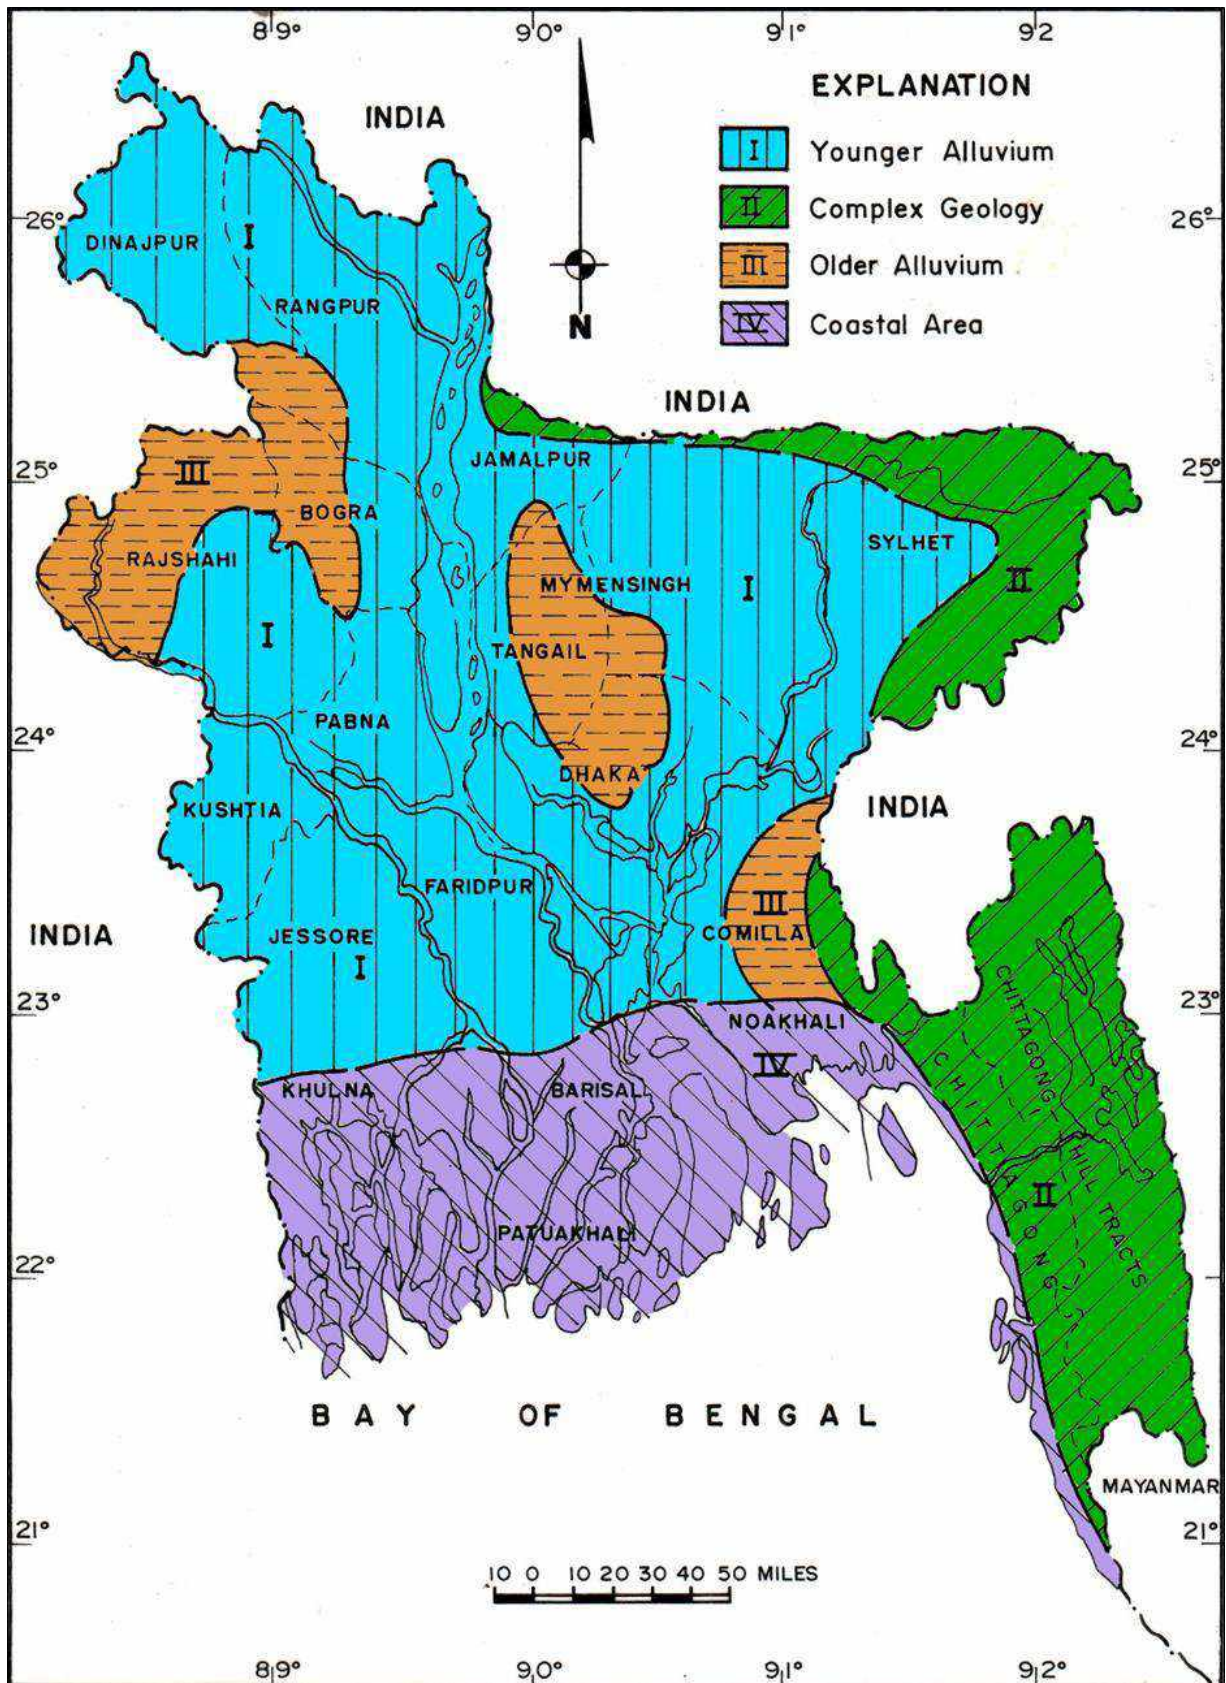 89° 90° 91° 92
INDIA
EXPLANATION
I Younger Alluvium
II Complex Geology
III Older Alluvium
IV Coastal Area
26° 26°
DINAJPUR I
RANGPUR
N
INDIA
25° 25°
JAMALPUR
III
BOGRA
RAJSHAHI
SYLHET
MYMENSINGH I
II
I
TANGAIL
PABNA
24° 24°
DHAKA
KUSHTIA
INDIA
FARIDPUR
III
INDIA
JESSORE
COMILLA
I
23° 23°
NOAKHALI
IV
KHULNA
BARISAL
CHITTAGONG
CHITTAGONG HILL TRACTS
II
PATUAKHALI
22°
BAY OF BENGAL
MAYANMAR
21° 21°
10 0 10 20 30 40 50 MILES
89° 90° 91° 92°